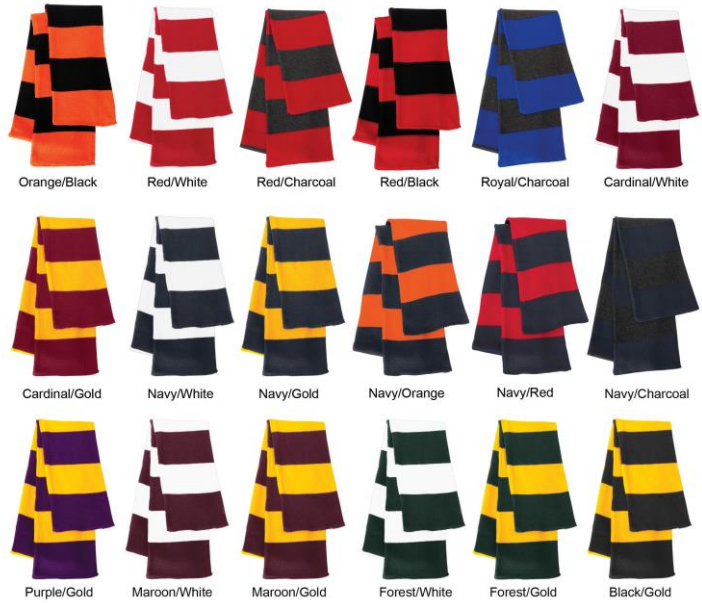 Orange/Black
Red/White
Red/Charcoal
Red/Black
Royal/Charcoal
Cardinal/White
Cardinal/Gold
Navy/White
Navy/Gold
Navy/Orange
Navy/Red
Navy/Charcoal
Purple/Gold
Maroon/White
Maroon/Gold
Forest/White
Forest/Gold
Black/Gold